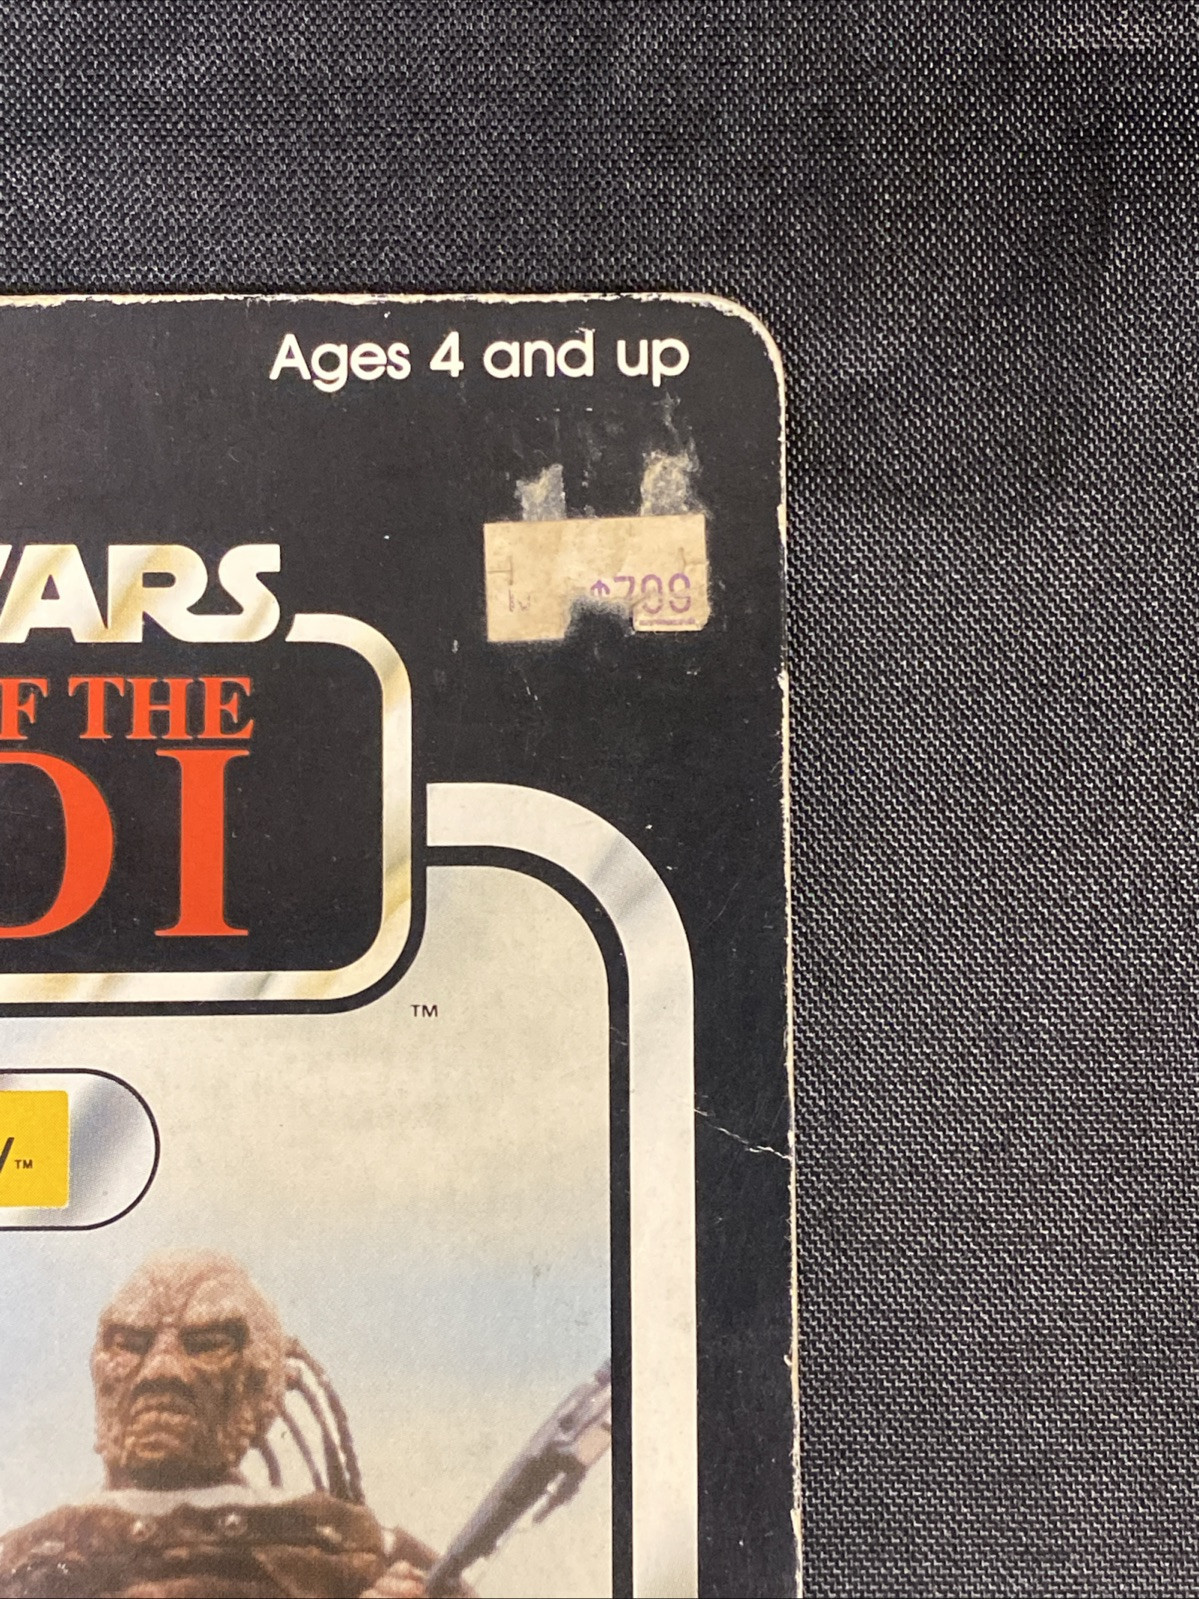 Ages 4 and up
WARS
F THE
DI
TM
TM